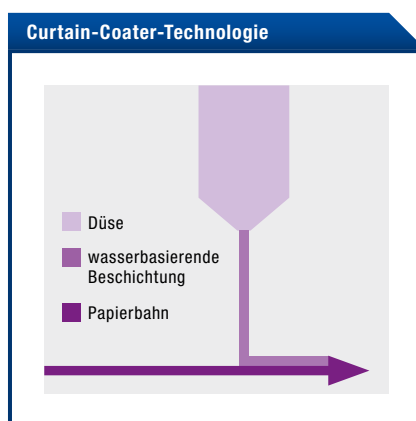 Curtain-Coater-Technologie
Düse
wasserbasierende
Beschichtung
Papierbahn